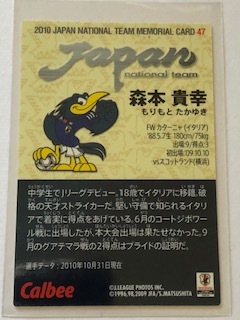 2010 JAPAN NATIONAL TEAM MEMORIAL CARD 47
Japan
national team
森本 貴幸
もりもと たかゆき
FW カターニャ(イタリア)
'88.5.7生 180cm/75kg
出場:9/得点:3
初出場:'09.10.10
vsスコットランド(横浜)
中学生でJリーグデビュー。18歳でイタリアに移籍。破
格の天才ストライカーだ。堅い守備で知られるイタリ
アで着実に得点をあげている。6月のコートジボワー
ル戦に出場したが、本大会出場は果たせなかった。9
月のグアテマラ戦の2得点はプライドの証明だ。
選手データ:2010年10月31日現在
Calbee
©J.LEAGUE PHOTOS INC.
©1996,98,2009 JFA/S.MATSUSHITA